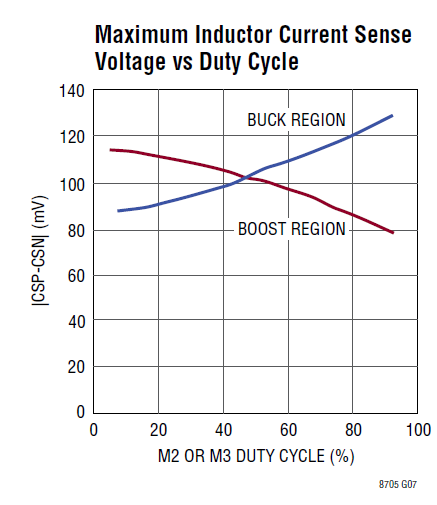 Maximum Inductor Current Sense
Voltage vs Duty Cycle
140
120
100
80
60
40
20
0
|CSP-CSN| (mV)
BUCK REGION
BOOST REGION
0 20 40 60 80 100
M2 OR M3 DUTY CYCLE (%)
8705 G07